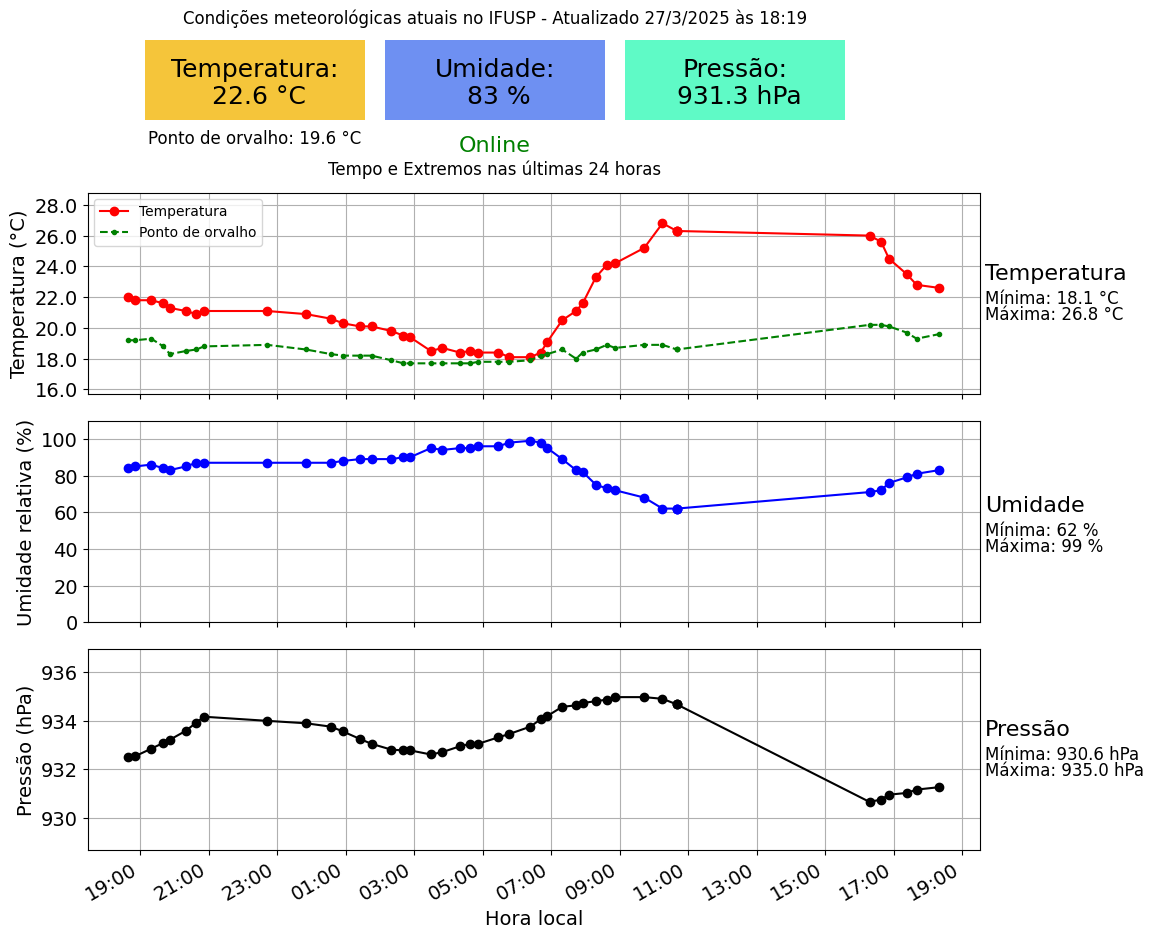 Condições meteorológicas atuais no IFUSP - Atualizado 27/3/2025 às 18:19
Temperatura:
22.6 °C
Umidade:
83 %
Pressão:
931.3 hPa
Ponto de orvalho: 19.6 °C
Online
Tempo e Extremos nas últimas 24 horas
Temperatura (°C)
28.0
26.0
24.0
22.0
20.0
18.0
16.0
Temperatura
Ponto de orvalho
Temperatura
Mínima: 18.1 °C
Máxima: 26.8 °C
Umidade relativa (%)
100
80
60
40
20
0
Umidade
Mínima: 62 %
Máxima: 99 %
Pressão (hPa)
936
934
932
930
Pressão
Mínima: 930.6 hPa
Máxima: 935.0 hPa
19:00 21:00 23:00 01:00 03:00 05:00 07:00 09:00 11:00 13:00 15:00 17:00 19:00
Hora local